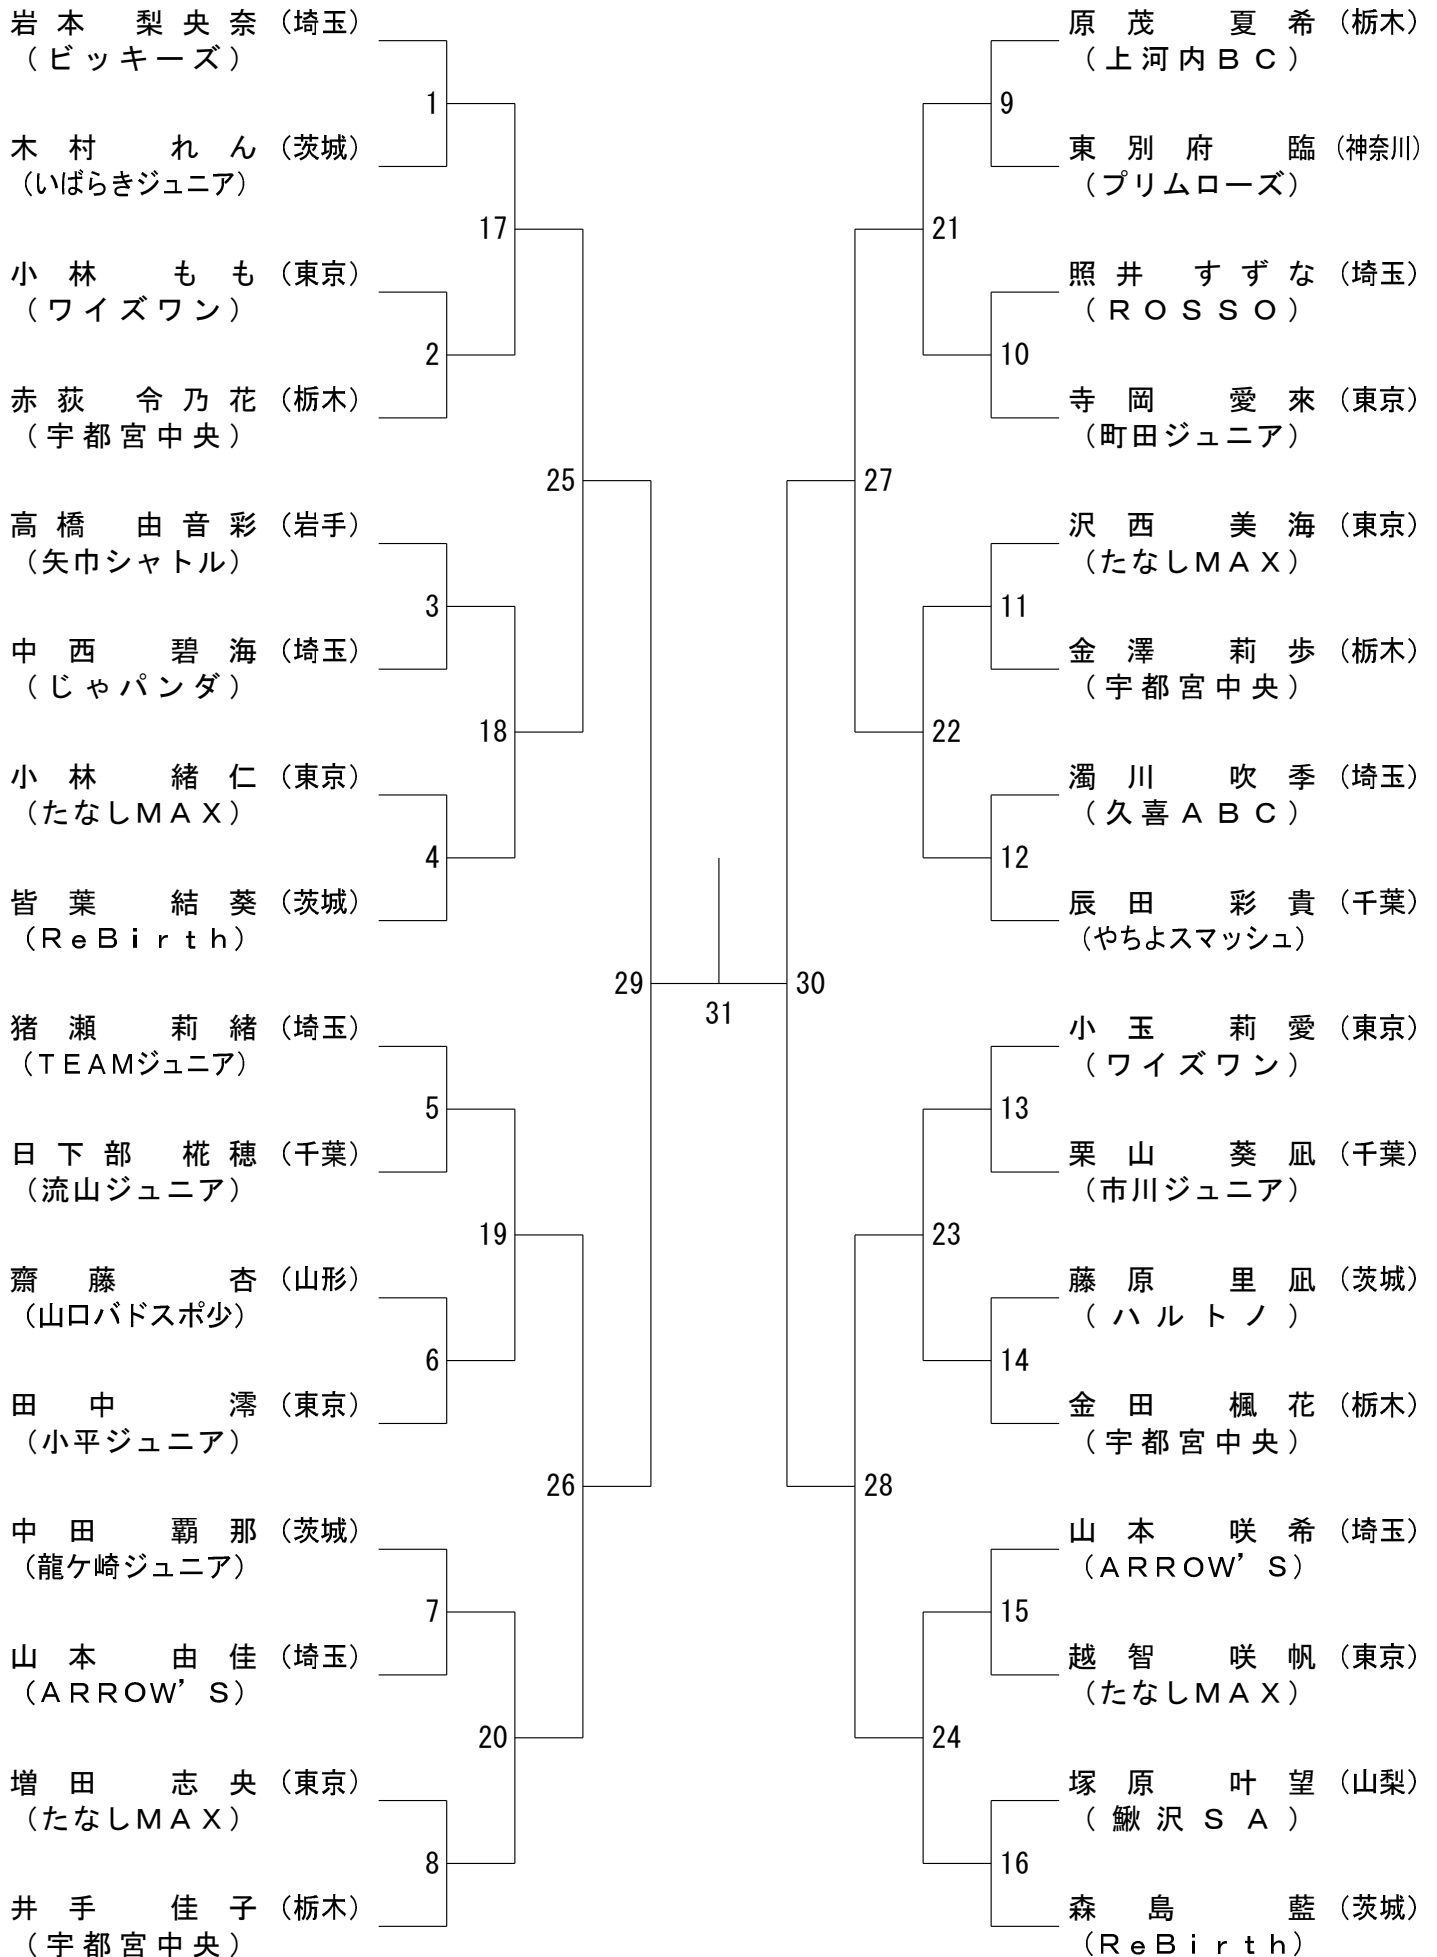 岩本 梨央奈 (埼玉)
(ビッキーズ)
1
木村 れん (茨城)
(いばらきジュニア)
17
小林 もも (東京)
(ワイズワン)
2
赤荻 令乃花 (栃木)
(宇都宮中央)
25
高橋 由音彩 (岩手)
(矢巾シャトル)
3
中西 碧海 (埼玉)
(じゃパンダ)
18
小林 緒仁 (東京)
(たなしMAX)
4
皆葉 結葵 (茨城)
(ReBirth)
29
猪瀬 莉緒 (埼玉)
(TEAMジュニア)
5
日下部 椛穂 (千葉)
(流山ジュニア)
19
齋藤 杏 (山形)
(山口バドスポ少)
6
田中 澪 (東京)
(小平ジュニア)
26
中田 覇那 (茨城)
(龍ケ崎ジュニア)
7
山本 由佳 (埼玉)
(ARROW’S)
20
増田 志央 (東京)
(たなしMAX)
8
井手 佳子 (栃木)
(宇都宮中央)
31
原茂 夏希 (栃木)
(上河内BC)
9
東別府 臨 (神奈川)
(プリムローズ)
21
照井 すずな (埼玉)
(ROSSO)
10
寺岡 愛來 (東京)
(町田ジュニア)
27
沢西 美海 (東京)
(たなしMAX)
11
金澤 莉歩 (栃木)
(宇都宮中央)
22
濁川 吹季 (埼玉)
(久喜ABC)
12
辰田 彩貴 (千葉)
(やちよスマッシュ)
30
小玉 莉愛 (東京)
(ワイズワン)
13
栗山 葵凪 (千葉)
(市川ジュニア)
23
藤原 里凪 (茨城)
(ハルトノ)
14
金田 楓花 (栃木)
(宇都宮中央)
28
山本 咲希 (埼玉)
(ARROW’S)
15
越智 咲帆 (東京)
(たなしMAX)
24
塚原 叶望 (山梨)
(鰍沢SA)
16
森島 藍 (茨城)
(ReBirth)